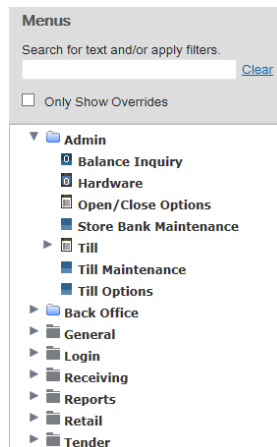 Menus
Search for text and/or apply filters.
Clear
Only Show Overrides
Admin
Balance Inquiry
Hardware
Open/Close Options
Store Bank Maintenance
Till
Till Maintenance
Till Options
Back Office
General
Login
Receiving
Reports
Retail
Tender